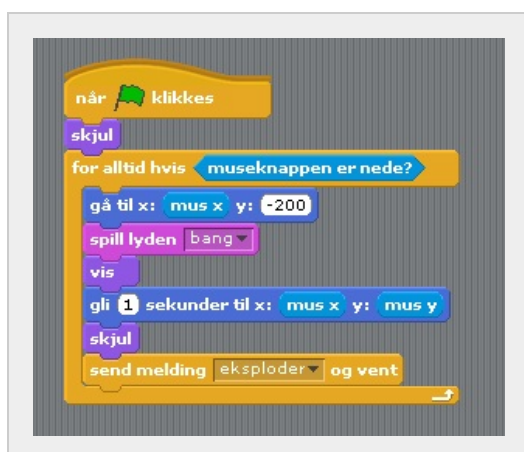 når klikkes
skjul
for alltid hvis museknappen er nede?
gå til x: mus x y: -200
spill lyden bang
vis
gli 1 sekunder til x: mus x y: mus y
skjul
send melding eksploder og vent